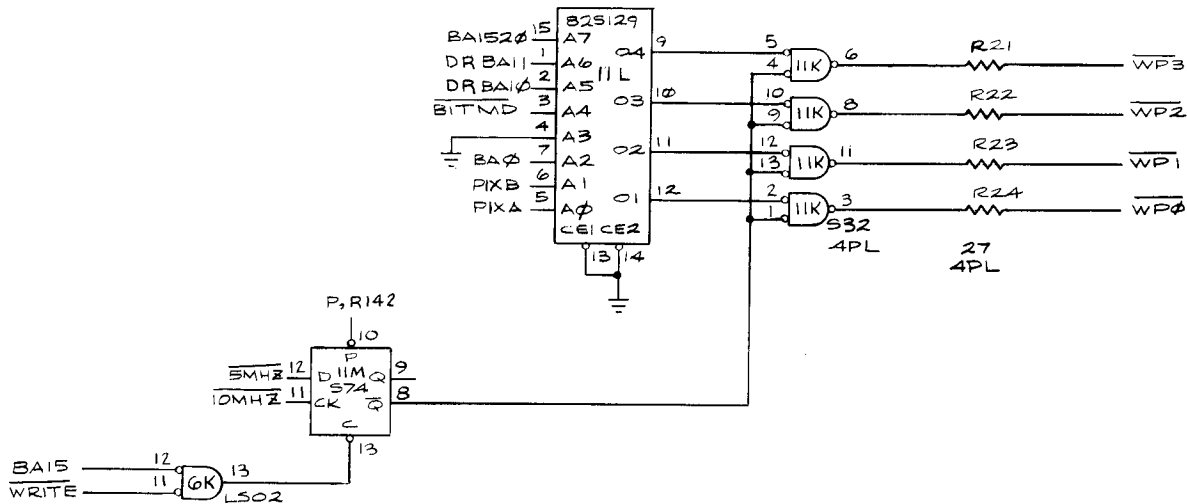 82S129
11L
BA1520 15 A7
DRBA11 1 A6
DRBA10 2 A5
BITMD 3 A4
4 A3
BA0 7 A2
PIXB 6 A1
PIXA 5 A0
O4 9
O3 10
O2 11
O1 12
CE1 CE2
13 14
5 4 11K 6 R21 WP3
10 9 11K 8 R22 WP2
12 13 11K 11 R23 WP1
2 1 11K 3 R24 WP0
S32
4PL
27
4PL
P,R142
10
P
5MHZ 12 D 11M Q 9
S74
10MHZ 11 CK Q 8
C
13
BA15 12
WRITE 11
6K 13
LS02